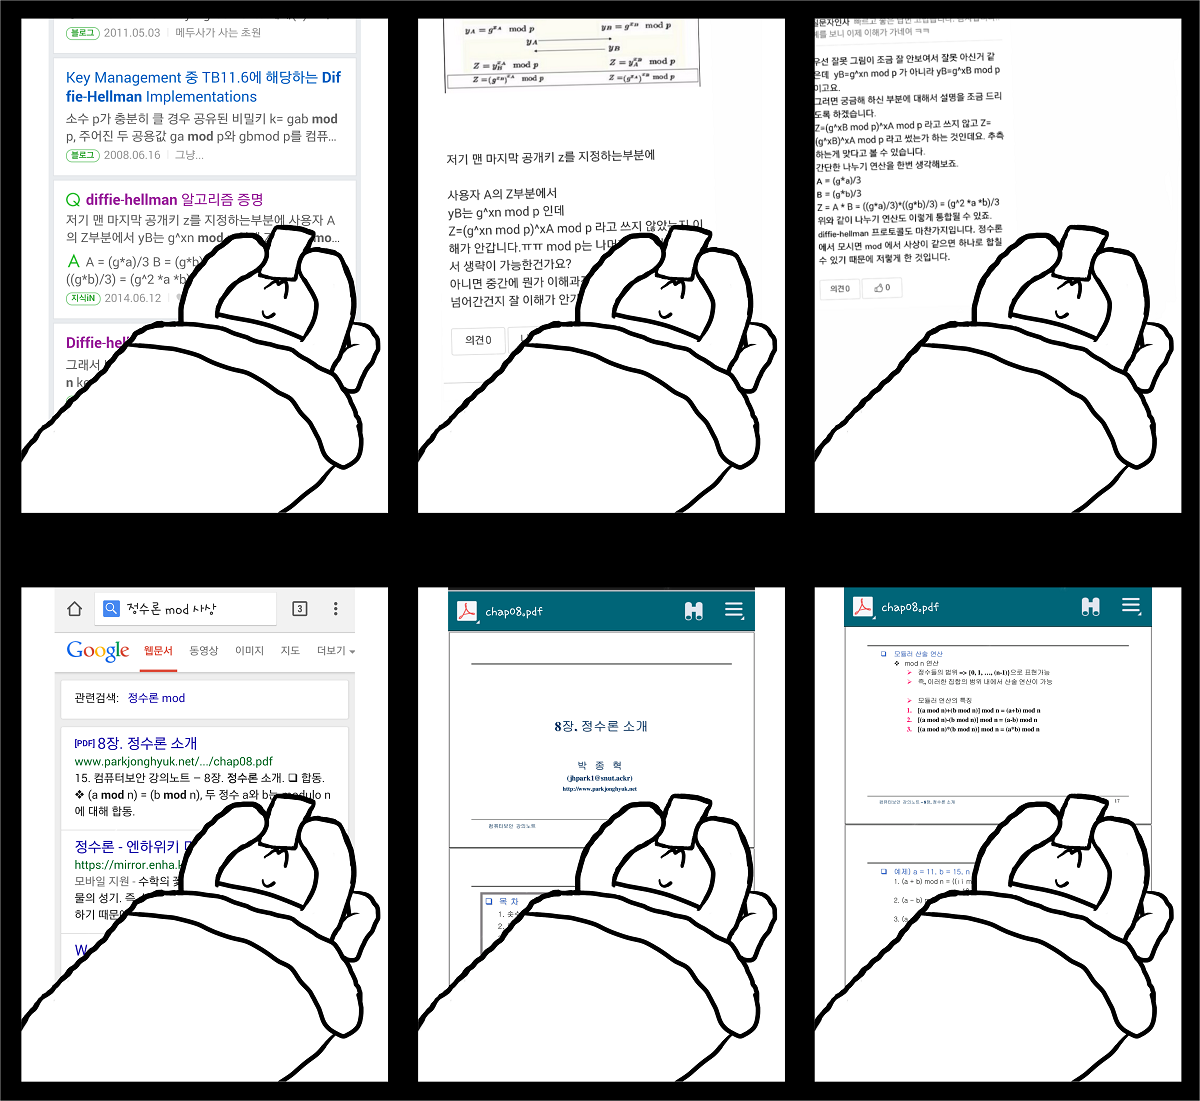 블로그 2011.05.03 메두사가 사는 초원
Key Management 중 TB11.6에 해당하는 Dif
fie-Hellman Implementations
소수 p가 충분히 클 경우 공유된 비밀키 k= gab mod
p, 주어진 두 공용값 ga mod p와 gbmod p를 컴퓨...
블로그 2008.06.16 그냥...
Q diffie-hellman 알고리즘 증명
저기 맨 마지막 공개키 z를 지정하는부분에 사용자 A
의 Z부분에서 yB는 g^xn mod mo...
A A = (g*a)/3 B = (g*b)
((g*b)/3) = (g^2 *a *b)
지식iN 2014.06.12
Diffie-hel
그래서
n
y_A = g^{x_A} mod p y_B = g^{x_B} mod p
y_A
y_B
Z = y_B^{x_A} mod p Z = y_A^{x_B} mod p
Z = (g^{x_B})^{x_A} mod p Z = (g^{x_A})^{x_B} mod p
저기 맨 마지막 공개키 z를 지정하는부분에
사용자 A의 Z부분에서
yB는 g^xn mod p 인데
Z=(g^xn mod p)^xA mod p 라고 쓰지 않았는지 이
해가 안갑니다.ㅠㅠ mod p는 나머
서 생략이 가능한건가요?
아니면 중간에 뭔가 이해과
넘어간건지 잘 이해가 안
의견0
예를 보니 이제 이해가 가네여 ㅋㅋ
우선 잘못 그림이 조금 잘 안보여서 잘못 아신거 같
은데 yB=g^xn mod p 가 아니라 yB=g^xB mod p
이고요.
그러면 궁금해 하신 부분에 대해서 설명을 조금 드리
도록 하겠습니다.
Z=(g^xB mod p)^xA mod p 라고 쓰지 않고 Z=
(g^xB)^xA mod p 라고 썼는가 하는 것인데요. 추측
하는게 맞다고 볼 수 있습니다.
간단한 나누기 연산을 한번 생각해보죠.
A = (g*a)/3
B = (g*b)/3
Z = A * B = ((g*a)/3)*((g*b)/3) = (g^2 *a *b)/3
위와 같이 나누기 연산도 이렇게 통합될 수 있죠.
diffie-hellman 프로토콜도 마찬가지입니다. 정수론
에서 모시면 mod 에서 사상이 같으면 하나로 합칠
수 있기 때문에 저렇게 한 것입니다.
의견0 0
정수론 mod 사상 3
Google 웹문서 동영상 이미지 지도 더보기
관련검색: 정수론 mod
[PDF] 8장. 정수론 소개
www.parkjonghyuk.net/.../chap08.pdf
15. 컴퓨터보안 강의노트 – 8장. 정수론 소개. ❑ 합동.
❖ (a mod n) = (b mod n), 두 정수 a와 b는 modulo n
에 대해 합동.
정수론 - 엔하위키
https://mirror.enha.
모바일 지원 - 수학의 꽃
물의 성기. 즉
하기 때문
W
chap08.pdf
8장. 정수론 소개
박 종 혁
(jhpark1@snut.ackr)
http://www.parkjonghyuk.net
컴퓨터보안 강의노트
❑ 목 차
1.
2.
chap08.pdf
❑ 모듈러 산술 연산
❖ mod n 연산
➢ 정수들의 범위 => [0, 1, ..., (n-1)]으로 표현가능
➢ 즉, 이러한 집합의 범위 내에서 산술 연산이 가능
➢ 모듈러 연산의 특징
1. [(a mod n)+(b mod n)] mod n = (a+b) mod n
2. [(a mod n)-(b mod n)] mod n = (a-b) mod n
3. [(a mod n)*(b mod n)] mod n = (a*b) mod n
컴퓨터보안 강의노트 - 8장. 정수론 소개 17
❑ 예제] a = 11, b = 15, n
1. (a + b) mod n =
2. (a - b)
3. (a